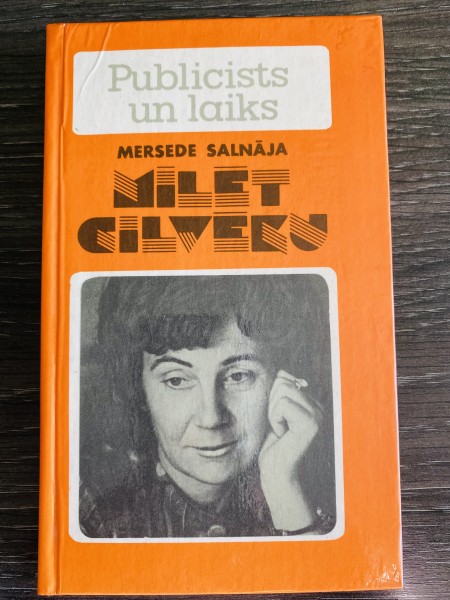 Publicists
un laiks
MERSEDE SALNĀJA
MĪLĒT
CILVĒKU